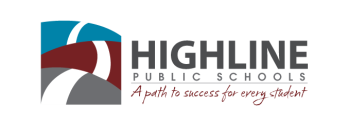 HIGHLINE
PUBLIC SCHOOLS
A path to success for every student